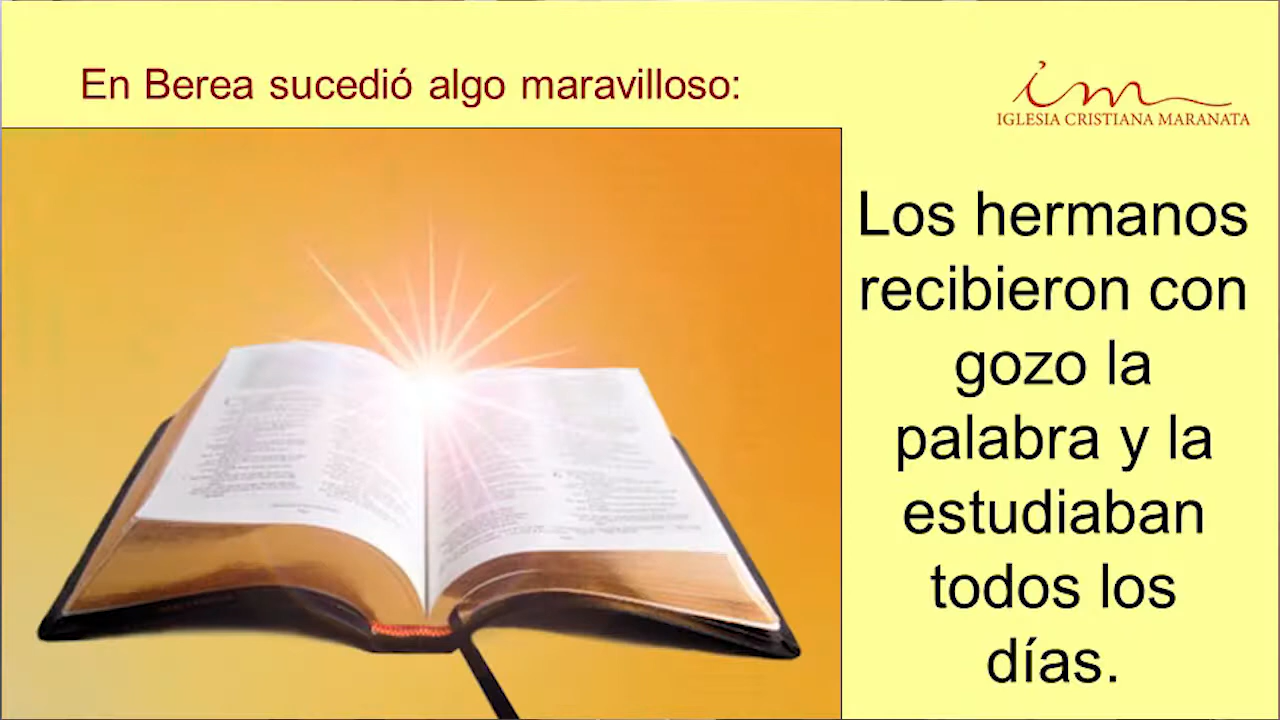 En Berea sucedió algo maravilloso:
im
IGLESIA CRISTIANA MARANATA
Los hermanos
recibieron con
gozo la
palabra y la
estudiaban
todos los
días.